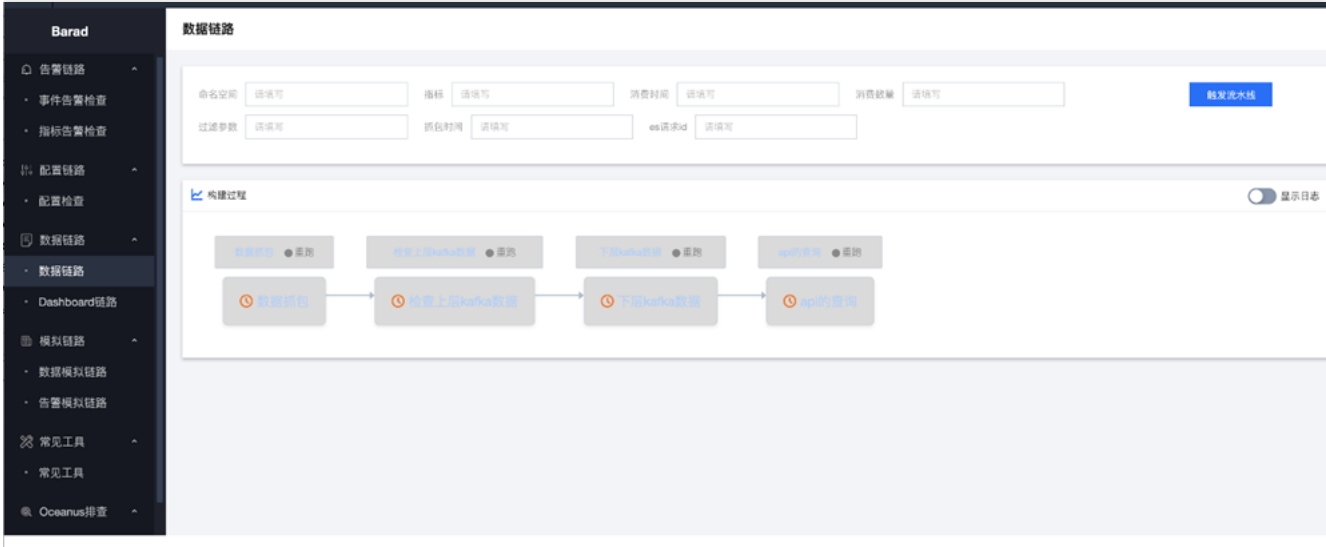 Barad
告警链路
事件告警检查
指标告警检查
配置链路
配置检查
数据链路
数据链路
Dashboard链路
模拟链路
数据模拟链路
告警模拟链路
常见工具
常见工具
Oceanus排查
数据链路
命名空间 请填写 指标 请填写 消费时间 请填写 消费数量 请填写 触发流水线
过滤参数 请填写 抓包时间 请填写 es请求id 请填写
构建过程 显示日志
数据抓包 重跑 检查上层kafka数据 重跑 下层kafka数据 重跑 api的查询 重跑
数据抓包 检查上层kafka数据 下层kafka数据 api的查询